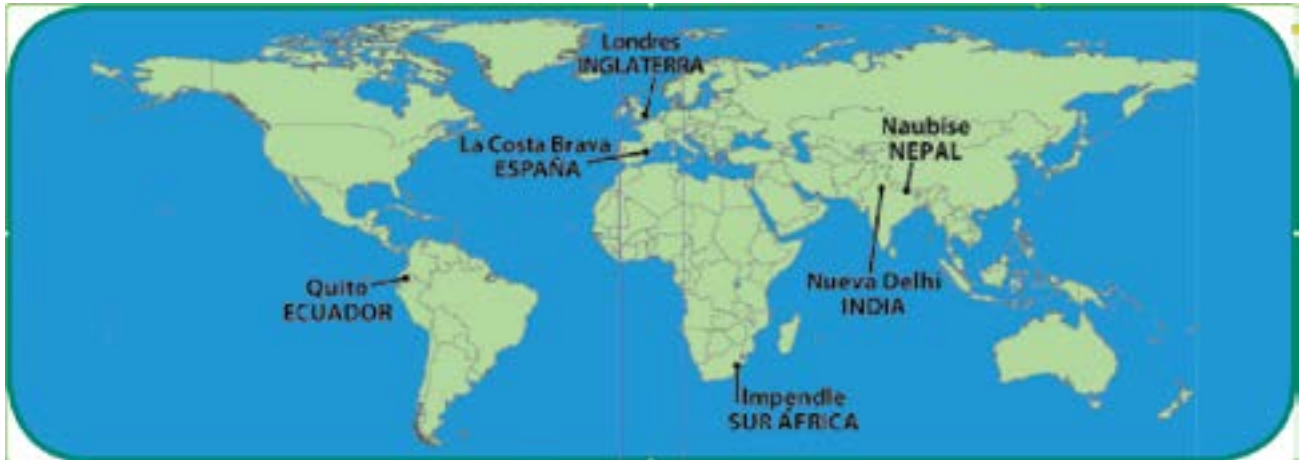 Londres
INGLATERRA
La Costa Brava
ESPAÑA
Naubise
NEPAL
Quito
ECUADOR
Nueva Delhi
INDIA
Impendle
SUR ÁFRICA